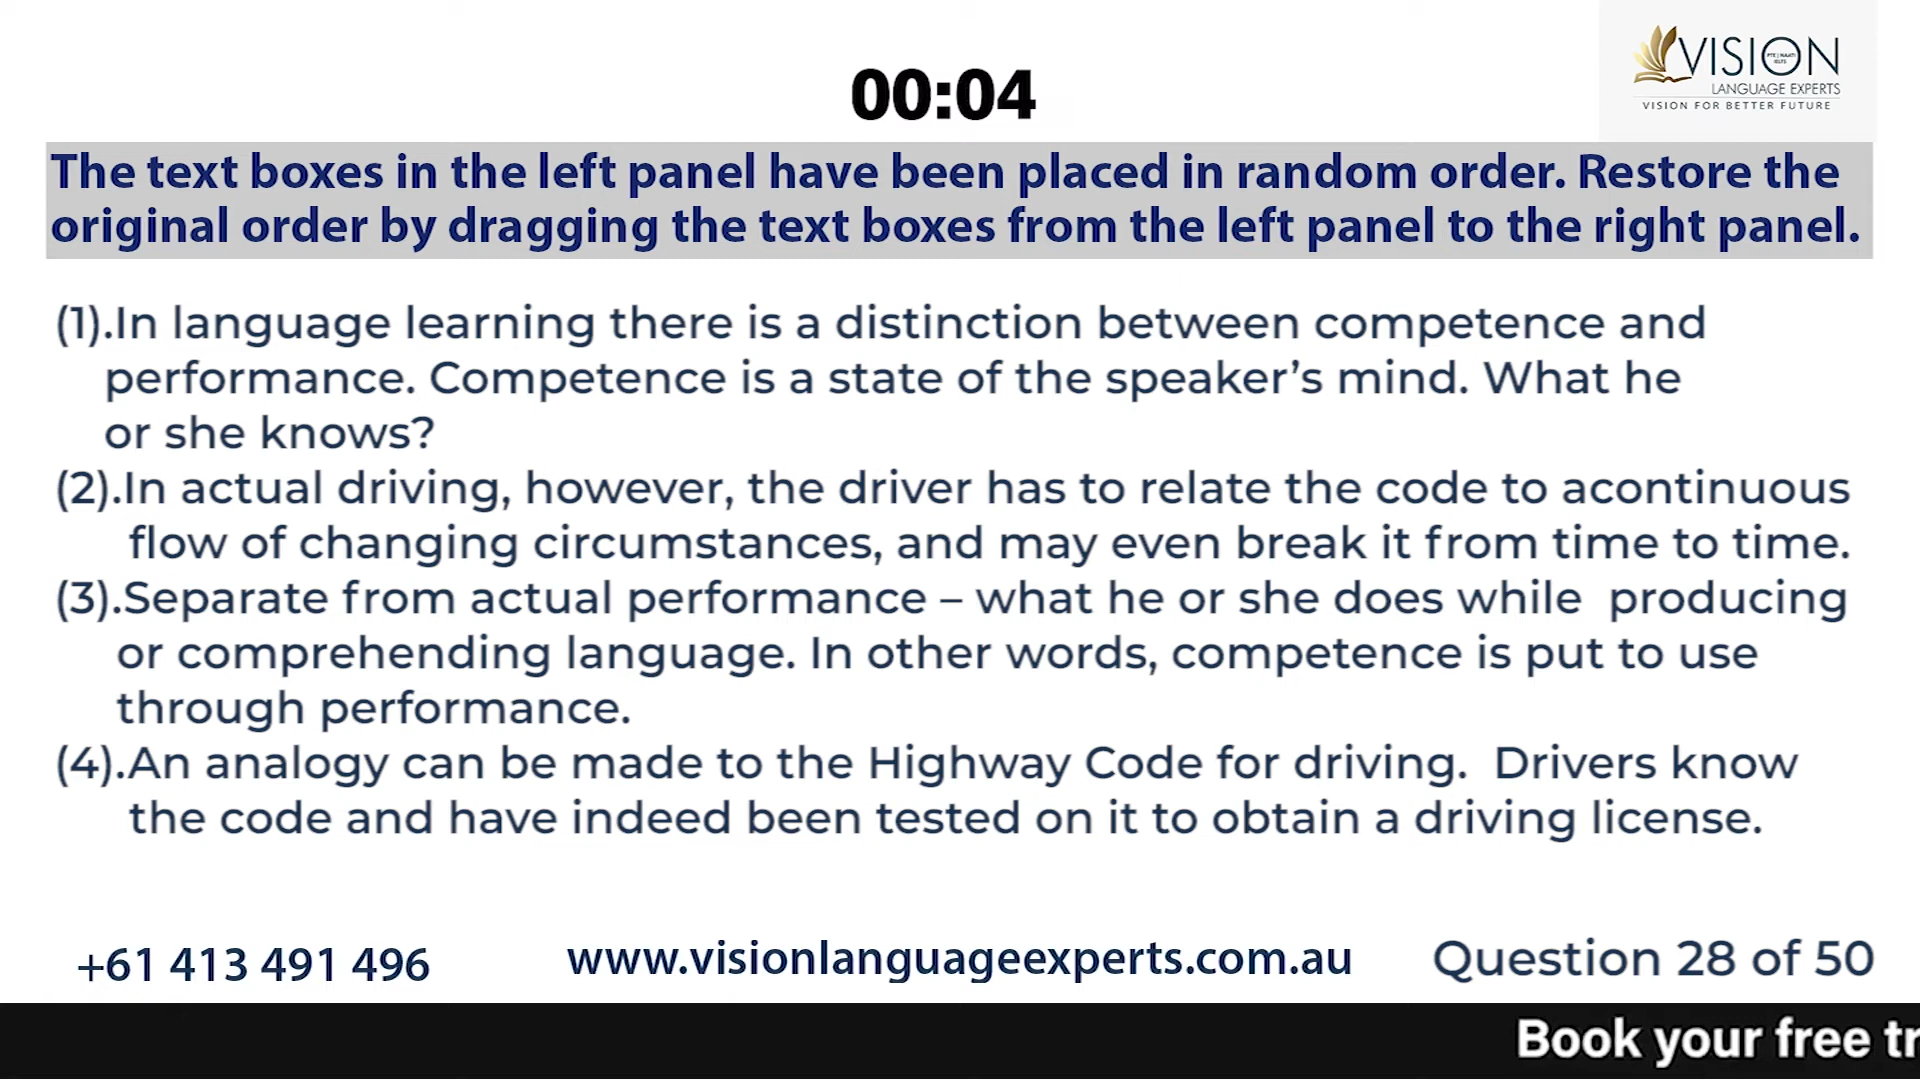 VISION
PTE | NAATI
IELTS
LANGUAGE EXPERTS
VISION FOR BETTER FUTURE
00:04
The text boxes in the left panel have been placed in random order. Restore the
original order by dragging the text boxes from the left panel to the right panel.
(1).In language learning there is a distinction between competence and
performance. Competence is a state of the speaker’s mind. What he
or she knows?
(2).In actual driving, however, the driver has to relate the code to acontinuous
flow of changing circumstances, and may even break it from time to time.
(3).Separate from actual performance – what he or she does while producing
or comprehending language. In other words, competence is put to use
through performance.
(4).An analogy can be made to the Highway Code for driving. Drivers know
the code and have indeed been tested on it to obtain a driving license.
+61 413 491 496
www.visionlanguageexperts.com.au
Question 28 of 50
Book your free tr